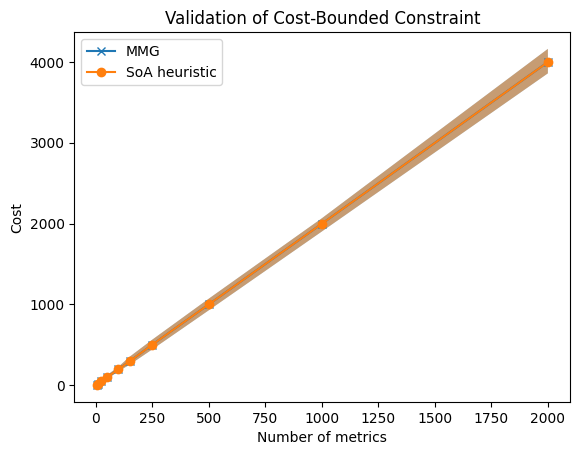 Validation of Cost-Bounded Constraint
MMG
SoA heuristic
4000
3000
2000
1000
0
Cost
0 250 500 750 1000 1250 1500 1750 2000
Number of metrics